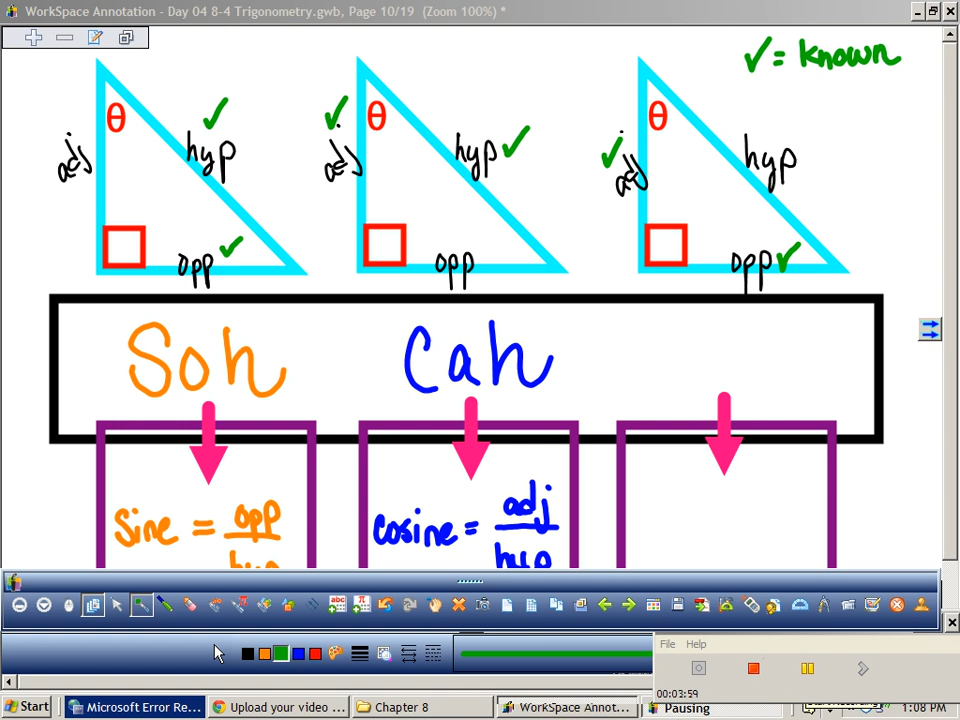 WorkSpace Annotation - Day 04 8-4 Trigonometry.gwb, Page 10/19 (Zoom 100%) *
✓ = known
θ
adj
hyp ✓
opp ✓
θ
adj ✓
hyp ✓
opp
θ
adj ✓
hyp
opp ✓
Soh
Cah
sine = opp
hyp
cosine = adj
hyp
File Help
00:03:59
Start
Microsoft Error Re...
Upload your video ...
Chapter 8
WorkSpace Annot...
Pausing
1:08 PM